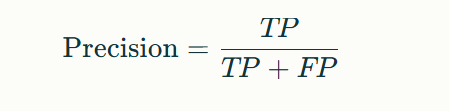 Precision = TP / (TP + FP)